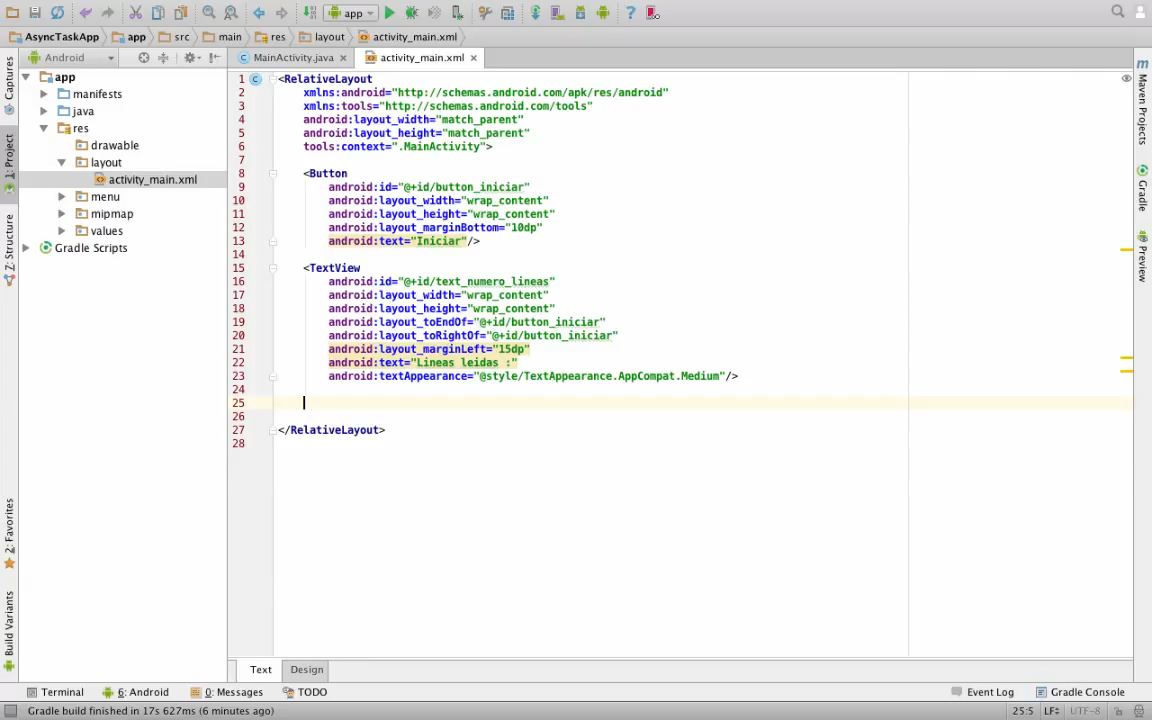 app
AsyncTaskApp app src main res layout activity_main.xml
Android
MainActivity.java activity_main.xml
Captures
1: Project
7: Structure
2: Favorites
Build Variants
app
manifests
java
res
drawable
layout
activity_main.xml
menu
mipmap
values
Gradle Scripts
1 <RelativeLayout
2 xmlns:android="http://schemas.android.com/apk/res/android"
3 xmlns:tools="http://schemas.android.com/tools"
4 android:layout_width="match_parent"
5 android:layout_height="match_parent"
6 tools:context=".MainActivity">
7
8 <Button
9 android:id="@+id/button_iniciar"
10 android:layout_width="wrap_content"
11 android:layout_height="wrap_content"
12 android:layout_marginBottom="10dp"
13 android:text="Iniciar"/>
14
15 <TextView
16 android:id="@+id/text_numero_lineas"
17 android:layout_width="wrap_content"
18 android:layout_height="wrap_content"
19 android:layout_toEndOf="@+id/button_iniciar"
20 android:layout_toRightOf="@+id/button_iniciar"
21 android:layout_marginLeft="15dp"
22 android:text="Lineas leidas :"
23 android:textAppearance="@style/TextAppearance.AppCompat.Medium"/>
24
25
26
27 </RelativeLayout>
28
Maven Projects
Gradle
Preview
Text Design
Terminal 6: Android 0: Messages TODO Event Log Gradle Console
Gradle build finished in 17s 627ms (6 minutes ago) 25:5 LF÷ UTF-8